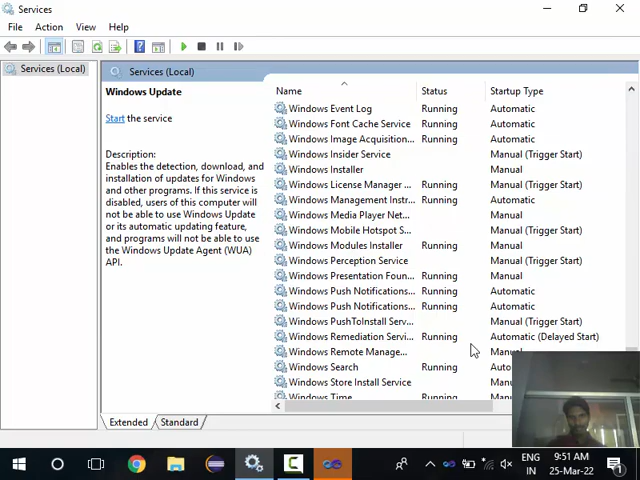 Services
File Action View Help
Services (Local)
Services (Local)
Windows Update
Start the service
Description:
Enables the detection, download, and
installation of updates for Windows
and other programs. If this service is
disabled, users of this computer will
not be able to use Windows Update
or its automatic updating feature,
and programs will not be able to use
the Windows Update Agent (WUA)
API.
Name Status Startup Type
Windows Event Log Running Automatic
Windows Font Cache Service Running Automatic
Windows Image Acquisition... Running Automatic
Windows Insider Service Manual (Trigger Start)
Windows Installer Manual
Windows License Manager ... Running Manual (Trigger Start)
Windows Management Instr... Running Automatic
Windows Media Player Net... Manual
Windows Mobile Hotspot S... Manual (Trigger Start)
Windows Modules Installer Running Manual
Windows Perception Service Manual (Trigger Start)
Windows Presentation Foun... Running Manual
Windows Push Notifications... Running Automatic
Windows Push Notifications... Running Automatic
Windows PushToInstall Serv... Manual (Trigger Start)
Windows Remediation Servi... Running Automatic (Delayed Start)
Windows Remote Manage... Manu
Windows Search Running Auto
Windows Store Install Service Manu
Windows Time Running
Extended Standard
ENG 9:51 AM
IN 25-Mar-22
1